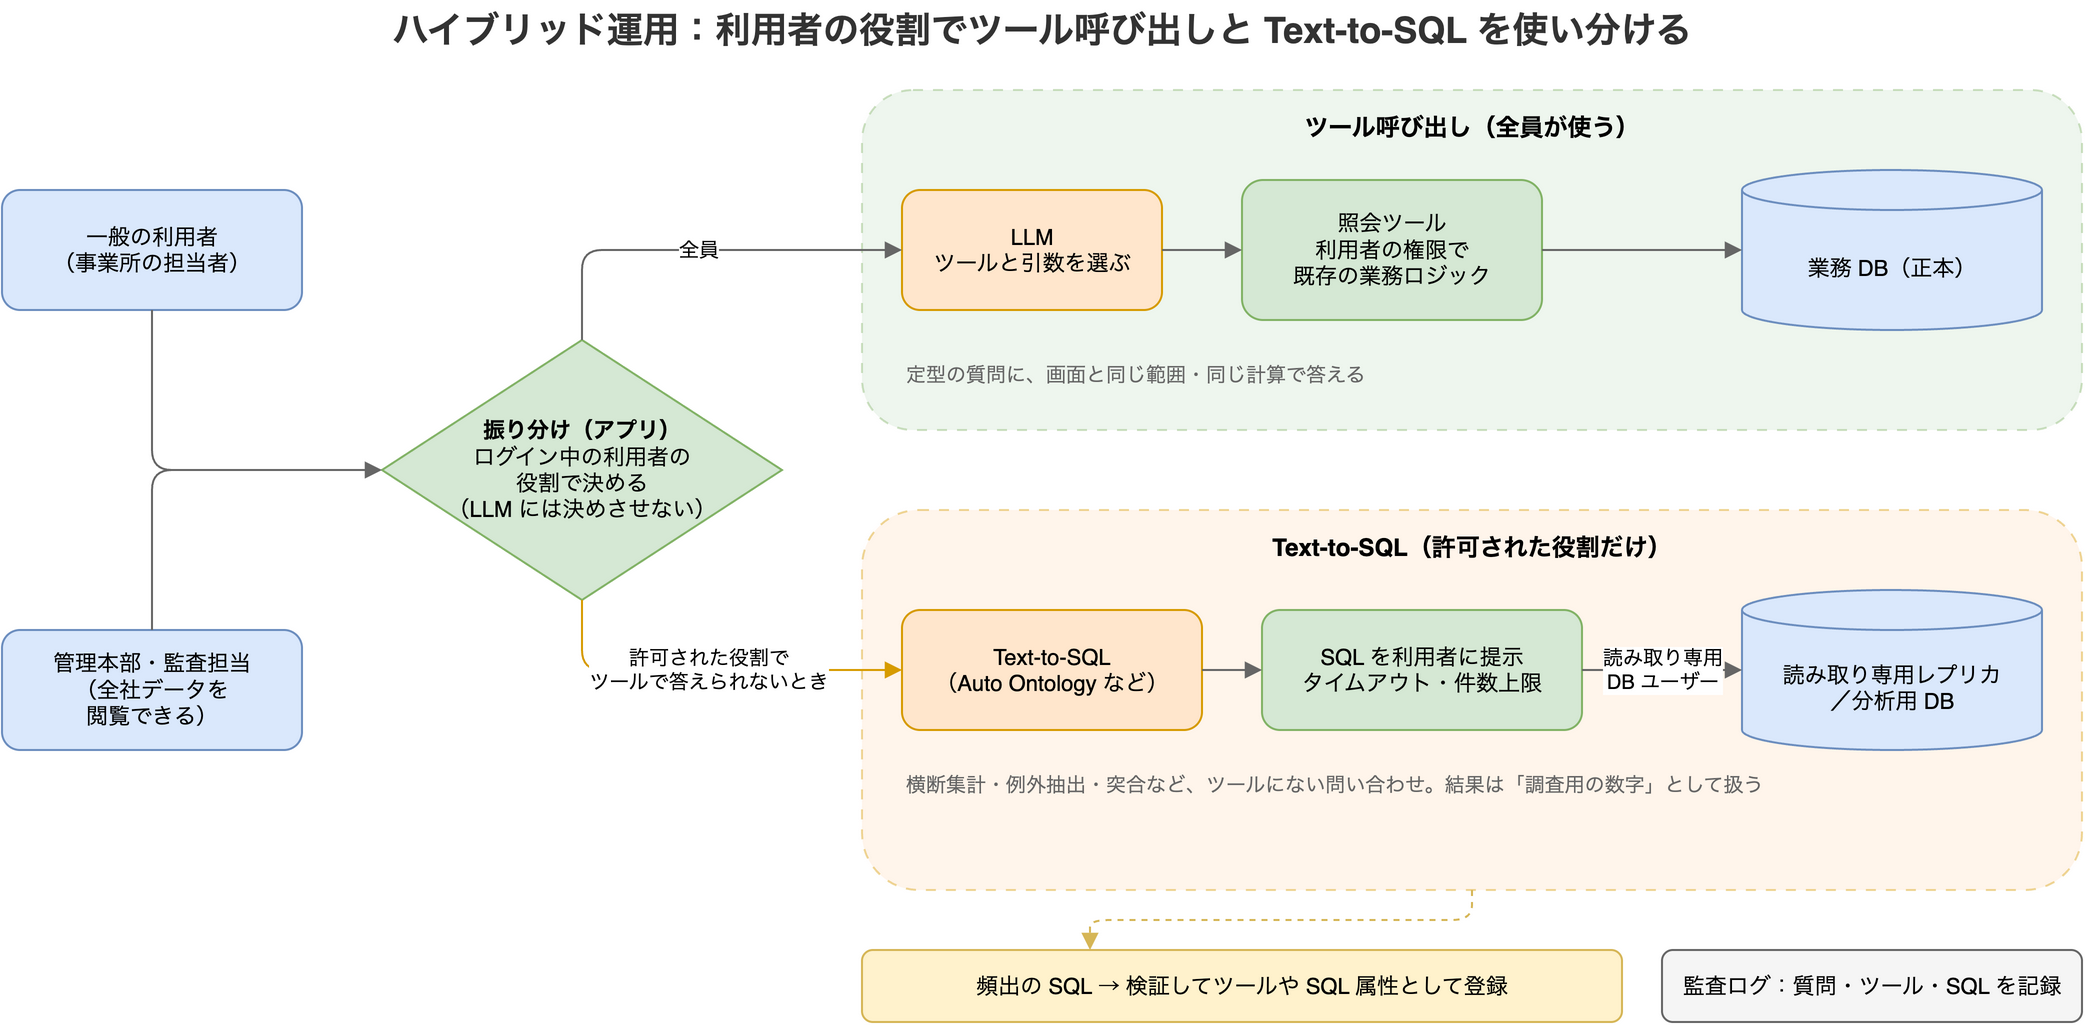 ハイブリッド運用：利用者の役割でツール呼び出しと Text-to-SQL を使い分ける
ツール呼び出し（全員が使う）
一般の利用者
（事業所の担当者）
全員
LLM
ツールと引数を選ぶ
照会ツール
利用者の権限で
既存の業務ロジック
業務 DB（正本）
定型の質問に、画面と同じ範囲・同じ計算で答える
振り分け（アプリ）
ログイン中の利用者の
役割で決める
（LLM には決めさせない）
Text-to-SQL（許可された役割だけ）
管理本部・監査担当
（全社データを
閲覧できる）
許可された役割で
ツールで答えられないとき
Text-to-SQL
（Auto Ontology など）
SQL を利用者に提示
タイムアウト・件数上限
読み取り専用
DB ユーザー
読み取り専用レプリカ
／分析用 DB
横断集計・例外抽出・突合など、ツールにない問い合わせ。結果は「調査用の数字」として扱う
頻出の SQL → 検証してツールや SQL 属性として登録
監査ログ：質問・ツール・SQL を記録